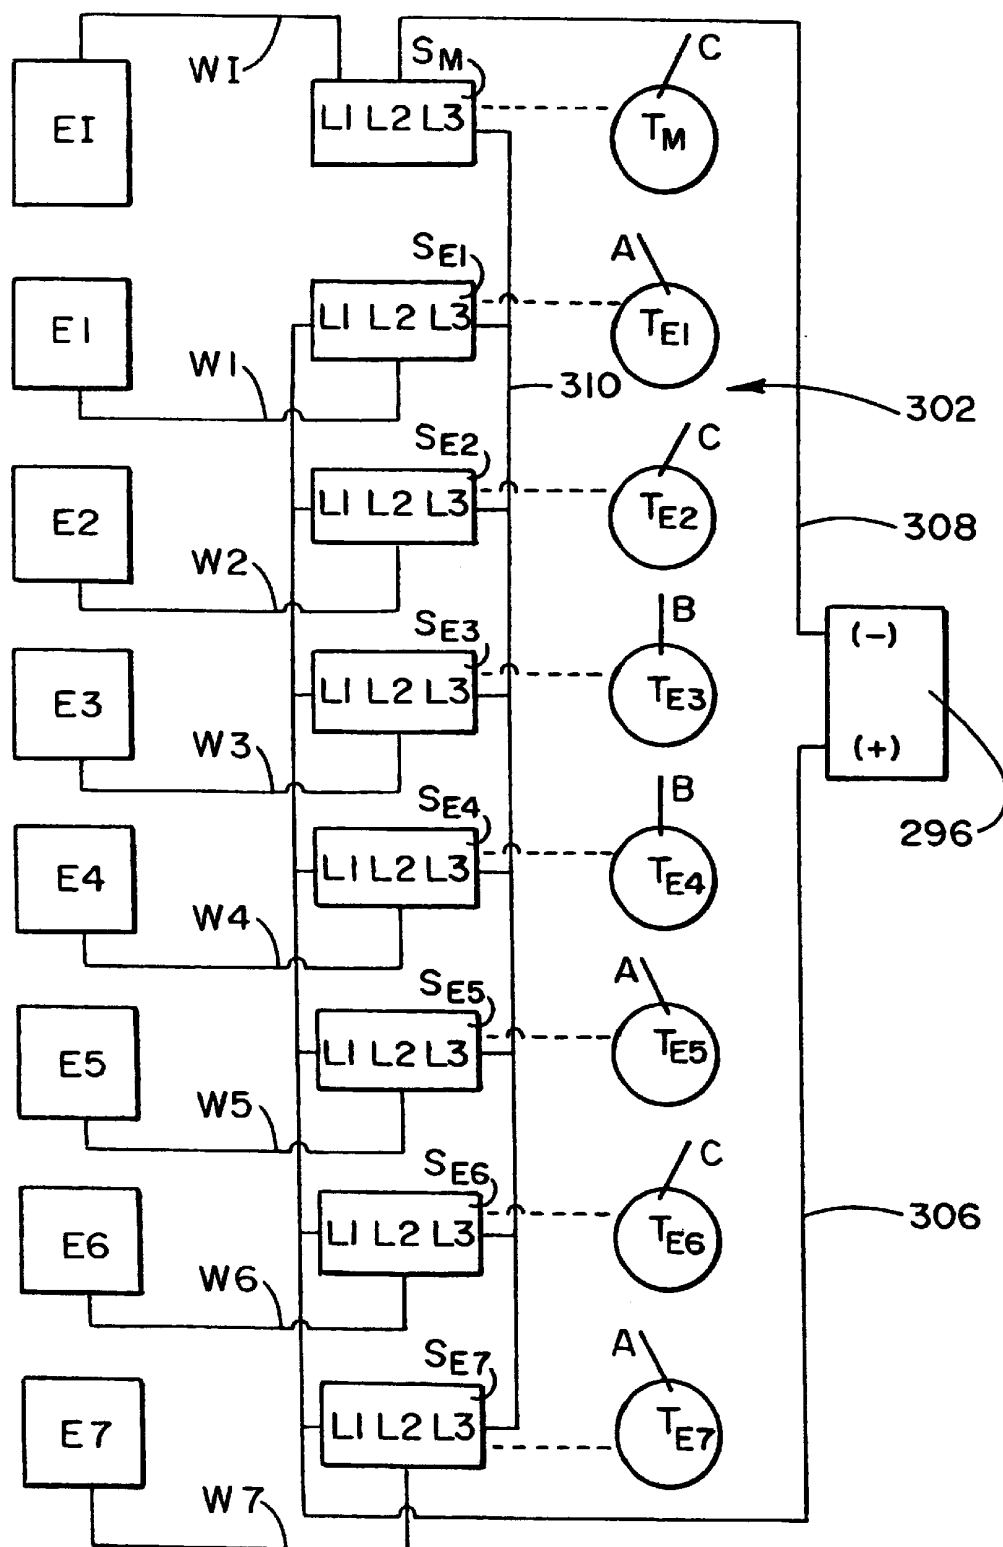 C
WI
SM
EI
L1 L2 L3
TM
A
SE1
E1
L1 L2 L3
TE1
W1
310
302
C
SE2
E2
L1 L2 L3
TE2
308
W2
B
SE3
(-)
E3
L1 L2 L3
TE3
W3
(+)
B
SE4
296
E4
L1 L2 L3
TE4
W4
A
SE5
E5
L1 L2 L3
TE5
W5
C
SE6
306
E6
L1 L2 L3
TE6
W6
A
SE7
E7
L1 L2 L3
TE7
W7